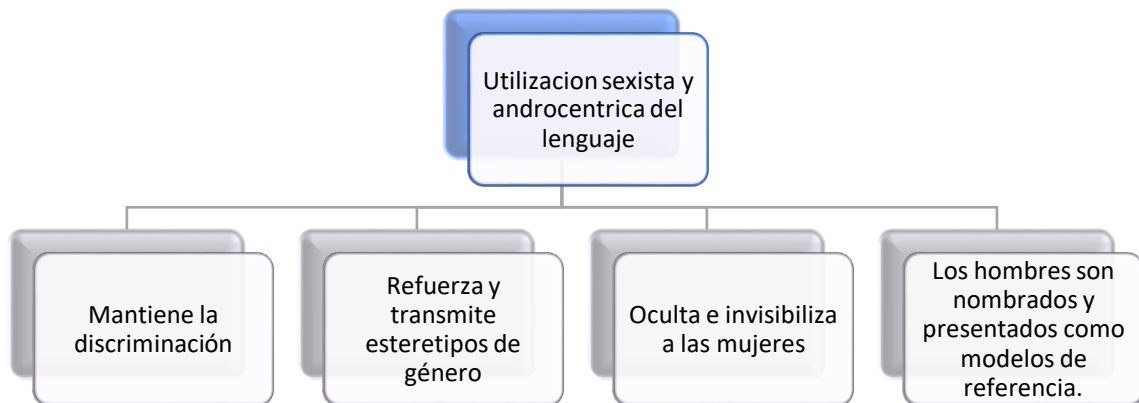 Utilizacion sexista y
androcentrica del
lenguaje
Mantiene la
discriminación
Refuerza y
transmite
esteretipos de
género
Oculta e invisibiliza
a las mujeres
Los hombres son
nombrados y
presentados como
modelos de
referencia.